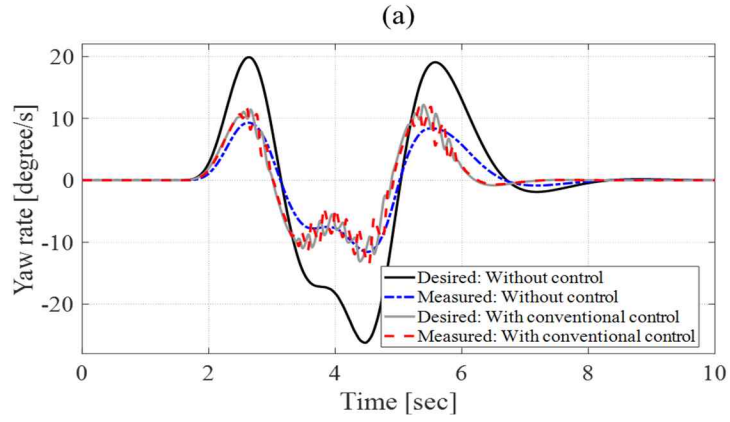 (a)
20
10
0
-10
-20
Yaw rate [degree/s]
Desired: Without control
Measured: Without control
Desired: With conventional control
Measured: With conventional control
0 2 4 6 8 10
Time [sec]